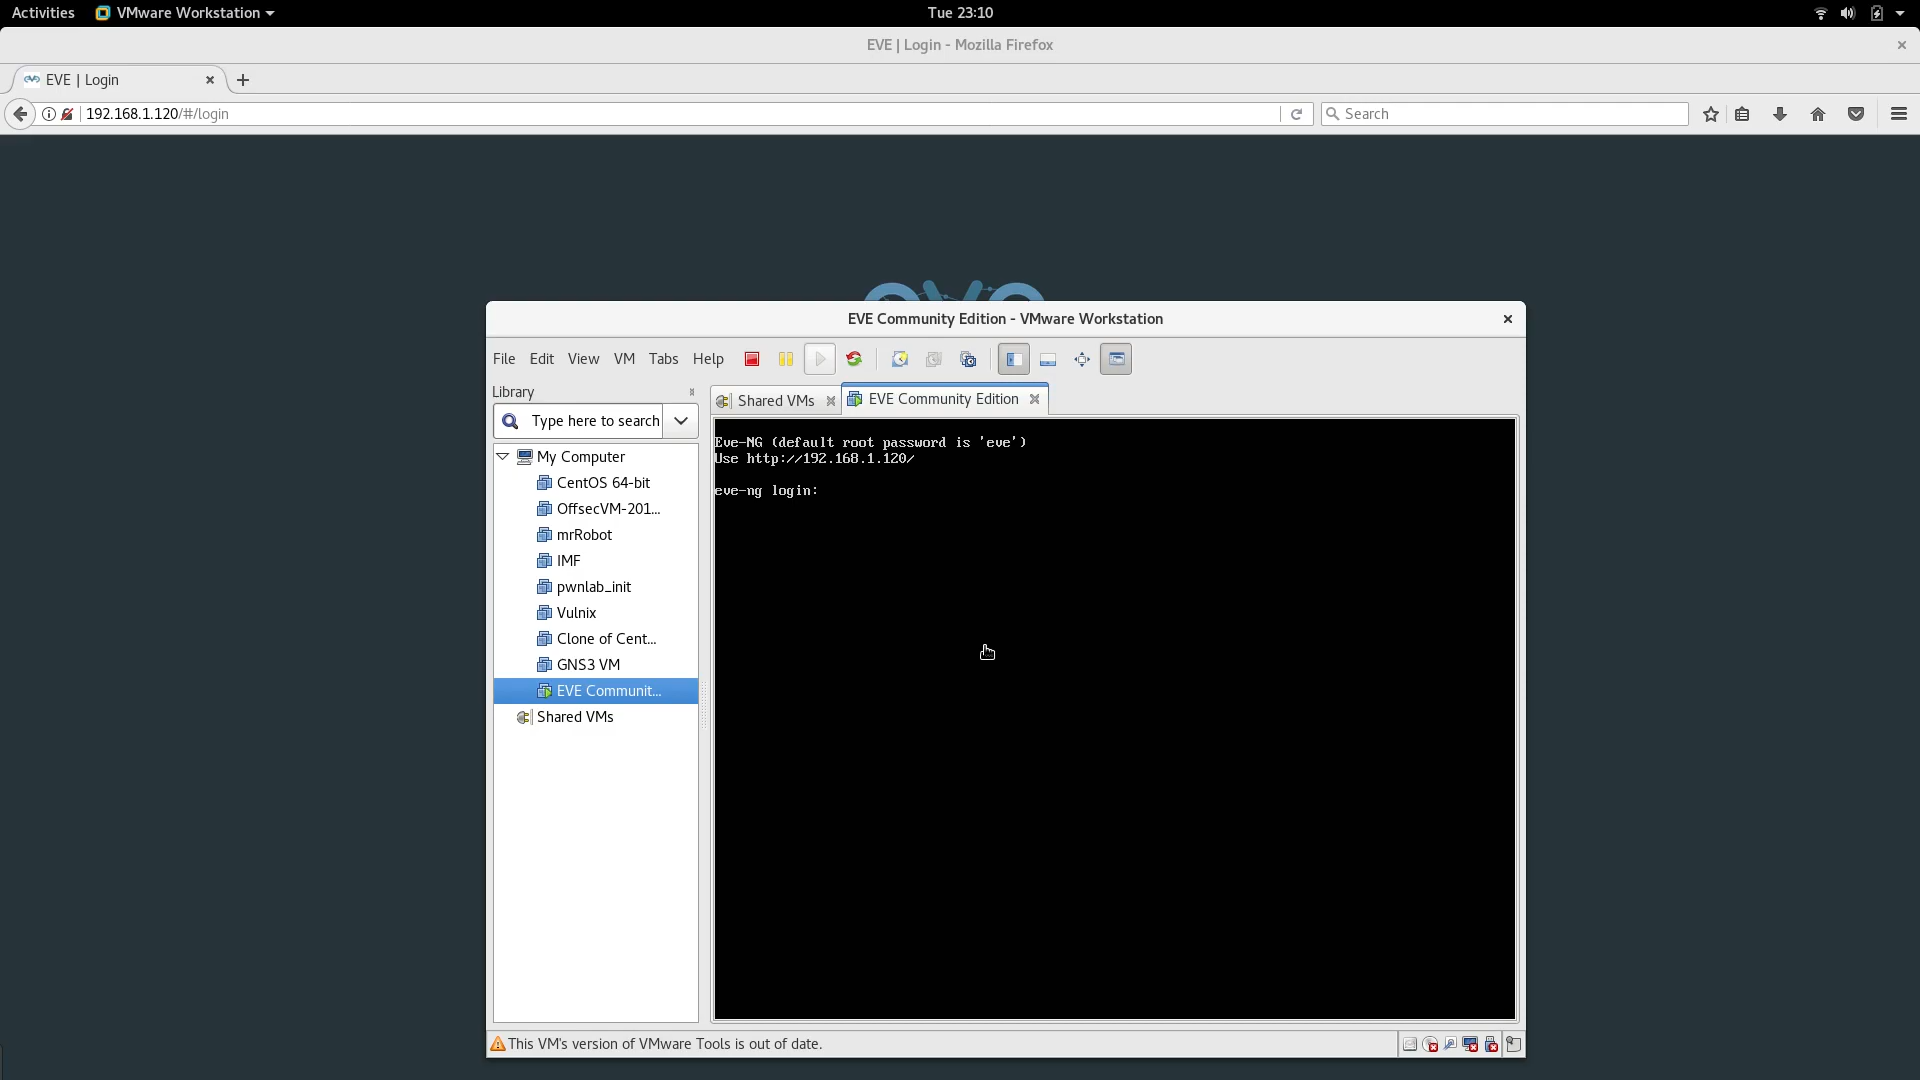 Activities VMware Workstation Tue 23:10
EVE | Login - Mozilla Firefox
EVE | Login
192.168.1.120/#/login Search
EVE Community Edition - VMware Workstation
File Edit View VM Tabs Help
Library
Type here to search
Shared VMs EVE Community Edition
My Computer
CentOS 64-bit
OffsecVM-201...
mrRobot
IMF
pwnlab_init
Vulnix
Clone of Cent...
GNS3 VM
EVE Communit...
Shared VMs
Eve-NG (default root password is 'eve')
Use http://192.168.1.120/
eve-ng login:
This VM's version of VMware Tools is out of date.